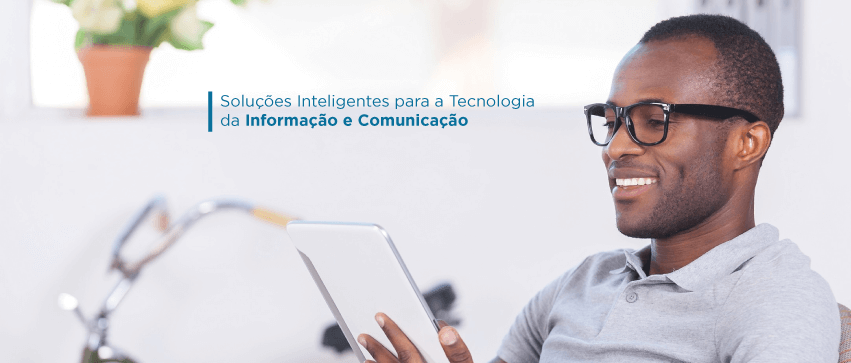 Soluções Inteligentes para a Tecnologia
da Informação e Comunicação